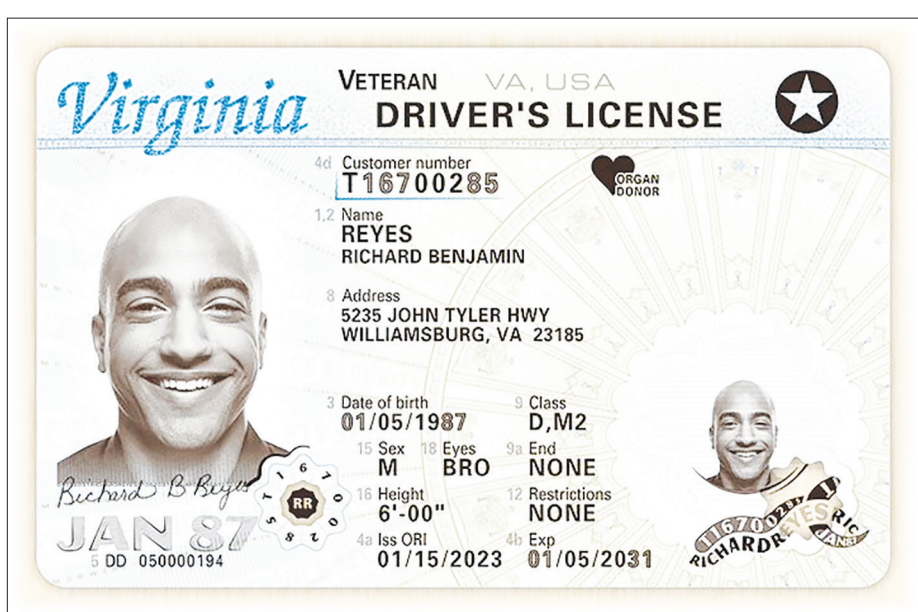 Virginia
VETERAN VA, USA
DRIVER'S LICENSE
4d Customer number
T16700285
ORGAN
DONOR
1,2 Name
REYES
RICHARD BENJAMIN
8 Address
5235 JOHN TYLER HWY
WILLIAMSBURG, VA 23185
3 Date of birth 9 Class
01/05/1987 D,M2
15 Sex 18 Eyes 9a End
M BRO NONE
16 Height 12 Restrictions
6'-00" NONE
4a Iss ORI 4b Exp
01/15/2023 01/05/2031
Richard B Reyes
RR
JAN 87
5 DD 050000194